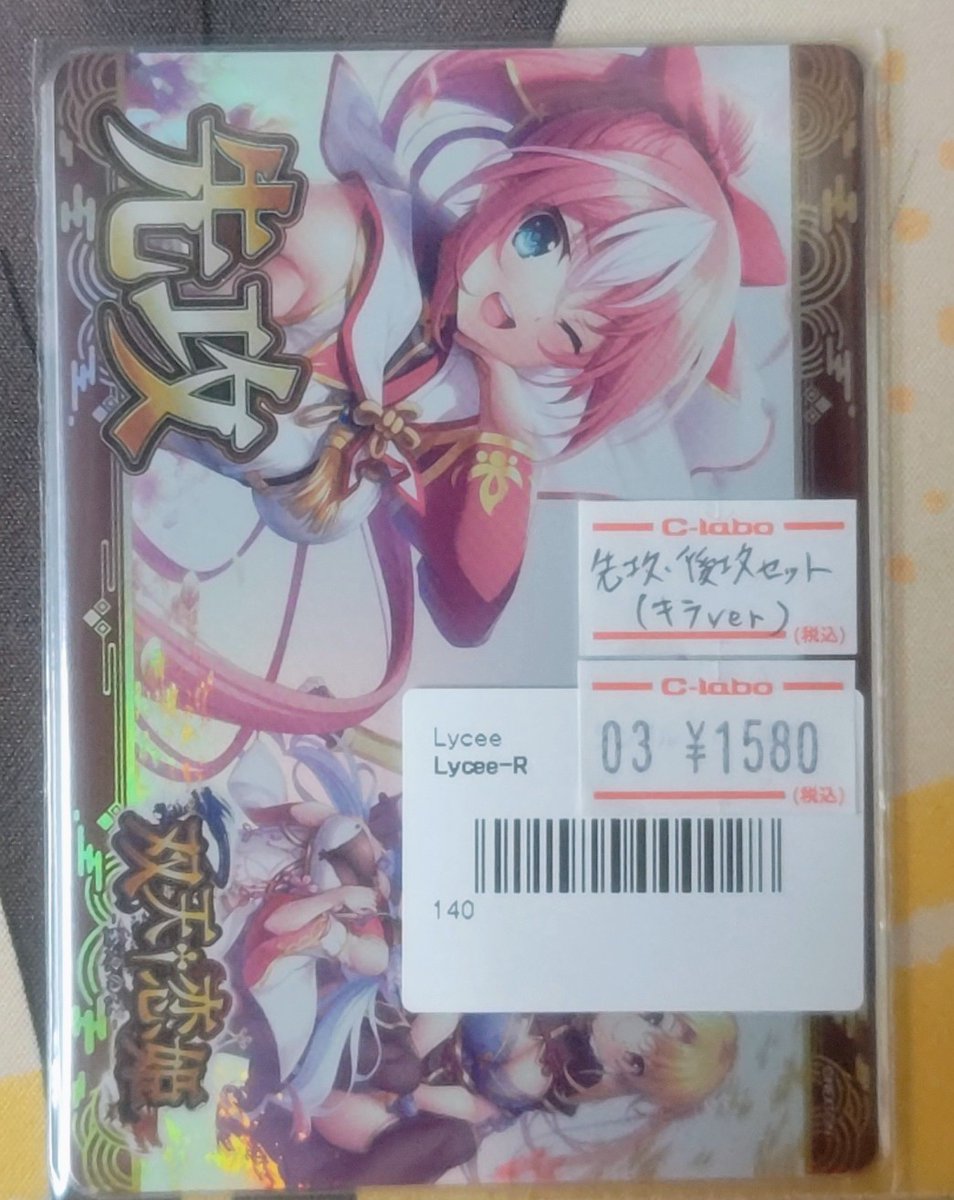 先攻
C-labo
先攻・後攻セット
(キラver)
(税込)
C-labo
03 ¥1580
(税込)
Lycee
Lycee-R
140
双天恋姫